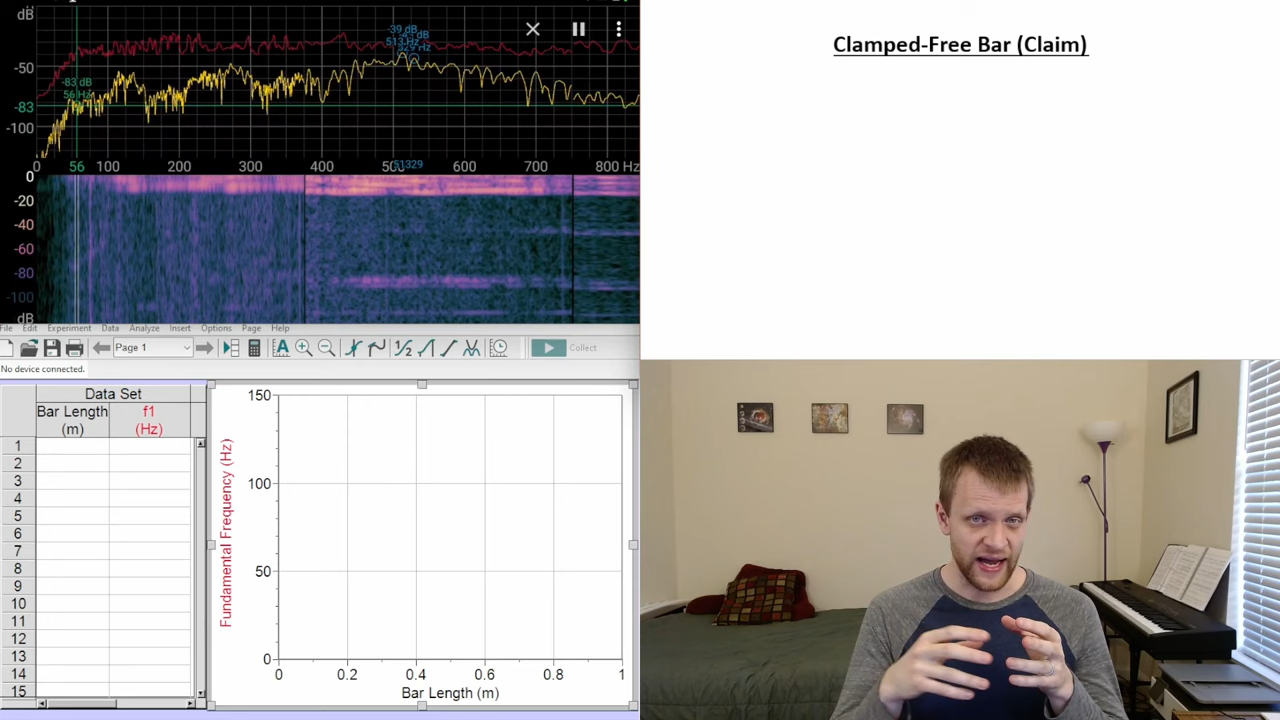 dB
-39 dB
513 Hz
-50
-83 dB
56 Hz
-83
-100
0 56 100 200 300 400 500 51329 600 700 800 Hz
0
-20
-40
-60
-80
-100
dB
File Edit Experiment Data Analyze Insert Options Page Help
Page 1
Collect
No device connected.
Data Set
Bar Length
(m)
f1
(Hz)
1
2
3
4
5
6
7
8
9
10
11
12
13
14
15
150
100
50
0
Fundamental Frequency (Hz)
0 0.2 0.4 0.6 0.8 1
Bar Length (m)
Clamped-Free Bar (Claim)